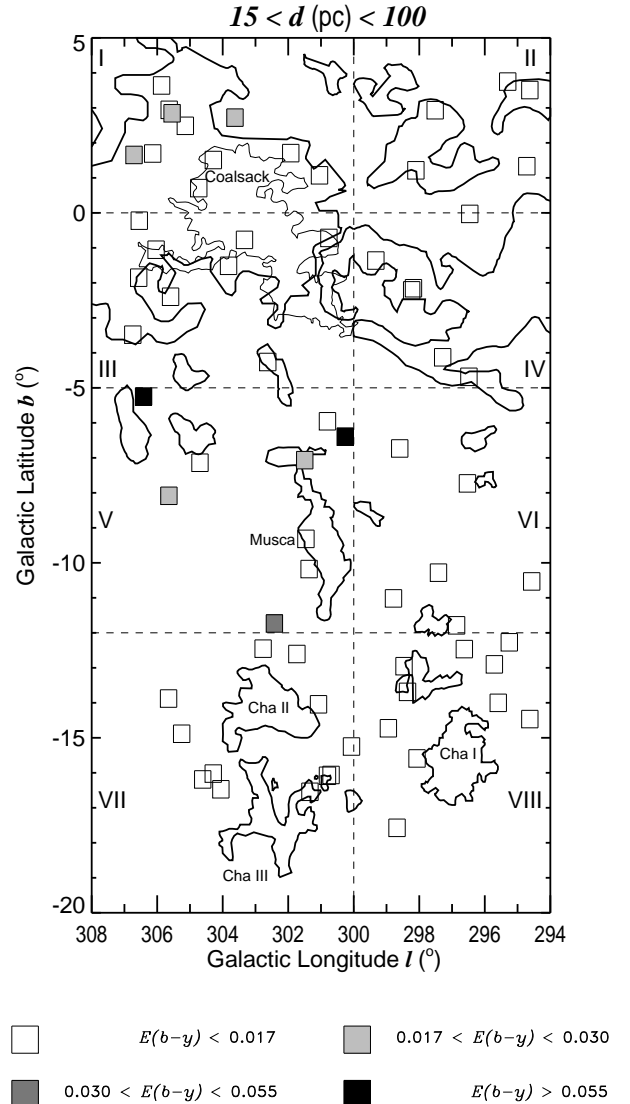 15 < d (pc) < 100
5
I
II
Coalsack
0
III
IV
-5
Galactic Latitude b (°)
V
VI
Musca
-10
Cha II
-15
Cha I
VII
VIII
Cha III
-20
308 306 304 302 300 298 296 294
Galactic Longitude l (°)
E(b−y) < 0.017
0.017 < E(b−y) < 0.030
0.030 < E(b−y) < 0.055
E(b−y) > 0.055